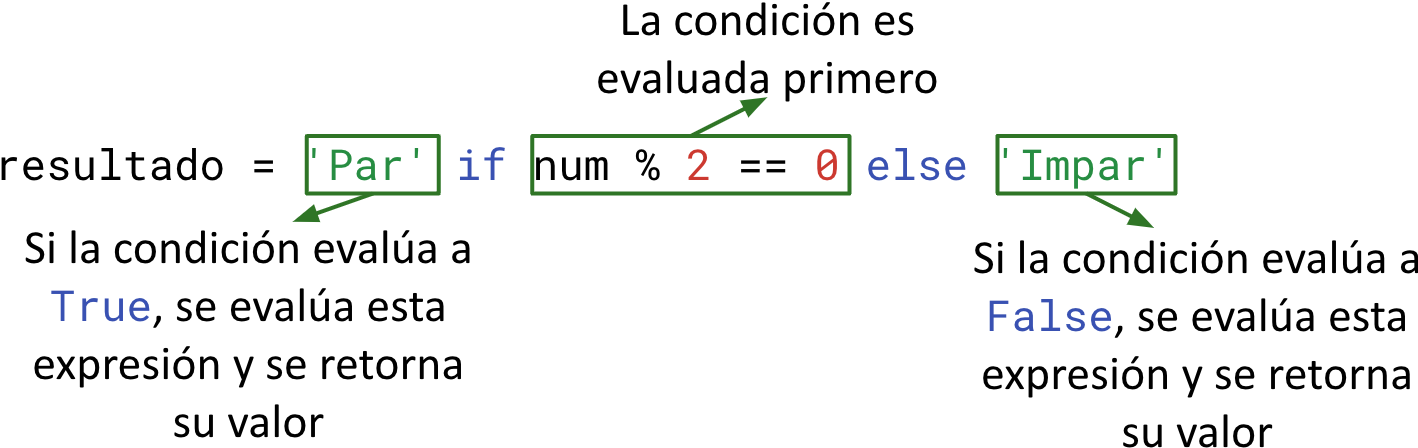 La condición es
evaluada primero
resultado = 'Par' if num % 2 == 0 else 'Impar'
Si la condición evalúa a
True, se evalúa esta
expresión y se retorna
su valor
Si la condición evalúa a
False, se evalúa esta
expresión y se retorna
su valor